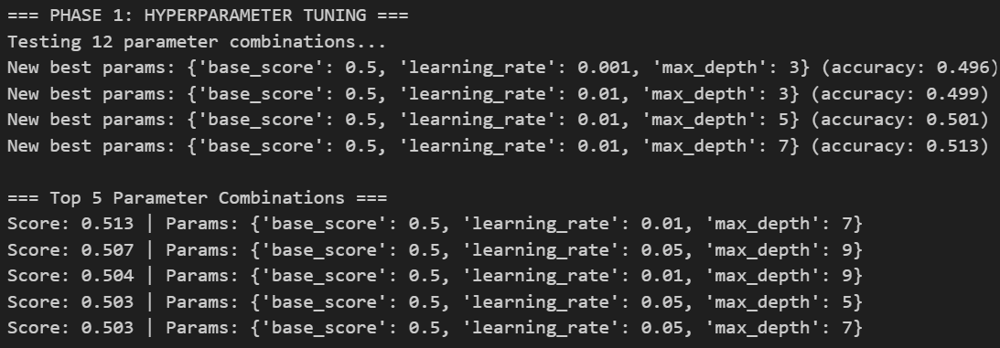 === PHASE 1: HYPERPARAMETER TUNING ===
Testing 12 parameter combinations...
New best params: {'base_score': 0.5, 'learning_rate': 0.001, 'max_depth': 3} (accuracy: 0.496)
New best params: {'base_score': 0.5, 'learning_rate': 0.01, 'max_depth': 3} (accuracy: 0.499)
New best params: {'base_score': 0.5, 'learning_rate': 0.01, 'max_depth': 5} (accuracy: 0.501)
New best params: {'base_score': 0.5, 'learning_rate': 0.01, 'max_depth': 7} (accuracy: 0.513)
=== Top 5 Parameter Combinations ===
Score: 0.513 | Params: {'base_score': 0.5, 'learning_rate': 0.01, 'max_depth': 7}
Score: 0.507 | Params: {'base_score': 0.5, 'learning_rate': 0.05, 'max_depth': 9}
Score: 0.504 | Params: {'base_score': 0.5, 'learning_rate': 0.01, 'max_depth': 9}
Score: 0.503 | Params: {'base_score': 0.5, 'learning_rate': 0.05, 'max_depth': 5}
Score: 0.503 | Params: {'base_score': 0.5, 'learning_rate': 0.05, 'max_depth': 7}